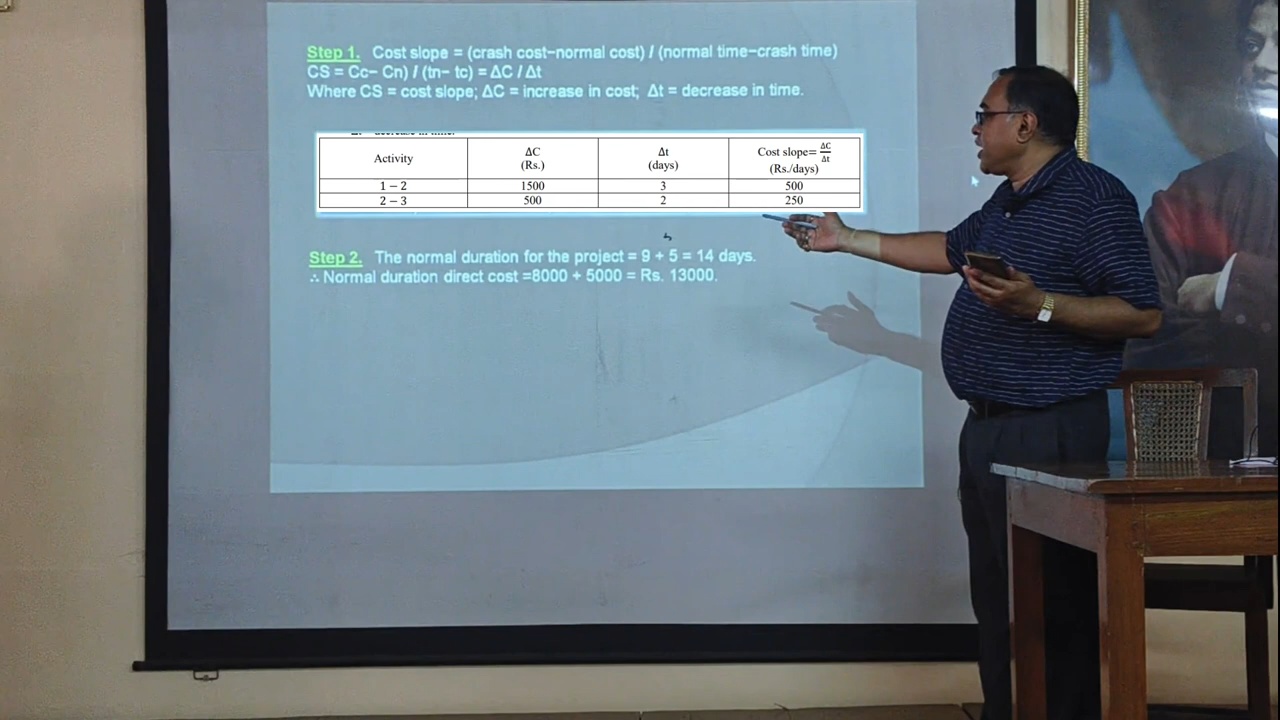 Step 1. Cost slope = (crash cost–normal cost) / (normal time–crash time)
CS = Cc– Cn) / (tn– tc) = ΔC / Δt
Where CS = cost slope; ΔC = increase in cost; Δt = decrease in time.
Activity ΔC (Rs.) Δt (days) Cost slope= ΔC/Δt (Rs./days)
1 – 2 1500 3 500
2 – 3 500 2 250
Step 2. The normal duration for the project = 9 + 5 = 14 days.
∴ Normal duration direct cost =8000 + 5000 = Rs. 13000.